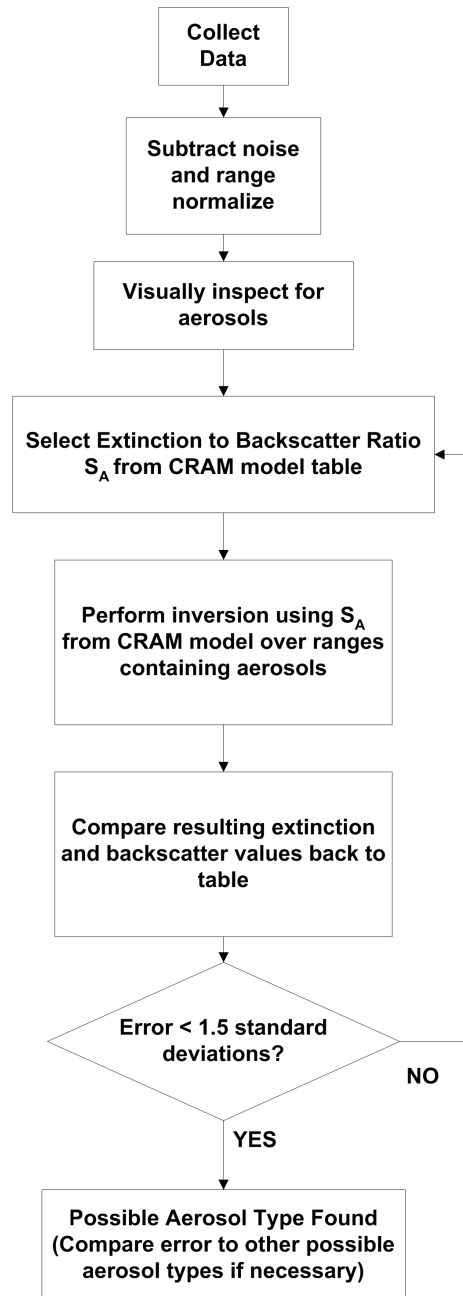 Collect
Data
Subtract noise
and range
normalize
Visually inspect for
aerosols
Select Extinction to Backscatter Ratio
S_A from CRAM model table
Perform inversion using S_A
from CRAM model over ranges
containing aerosols
Compare resulting extinction
and backscatter values back to
table
Error < 1.5 standard
deviations?
NO
YES
Possible Aerosol Type Found
(Compare error to other possible
aerosol types if necessary)